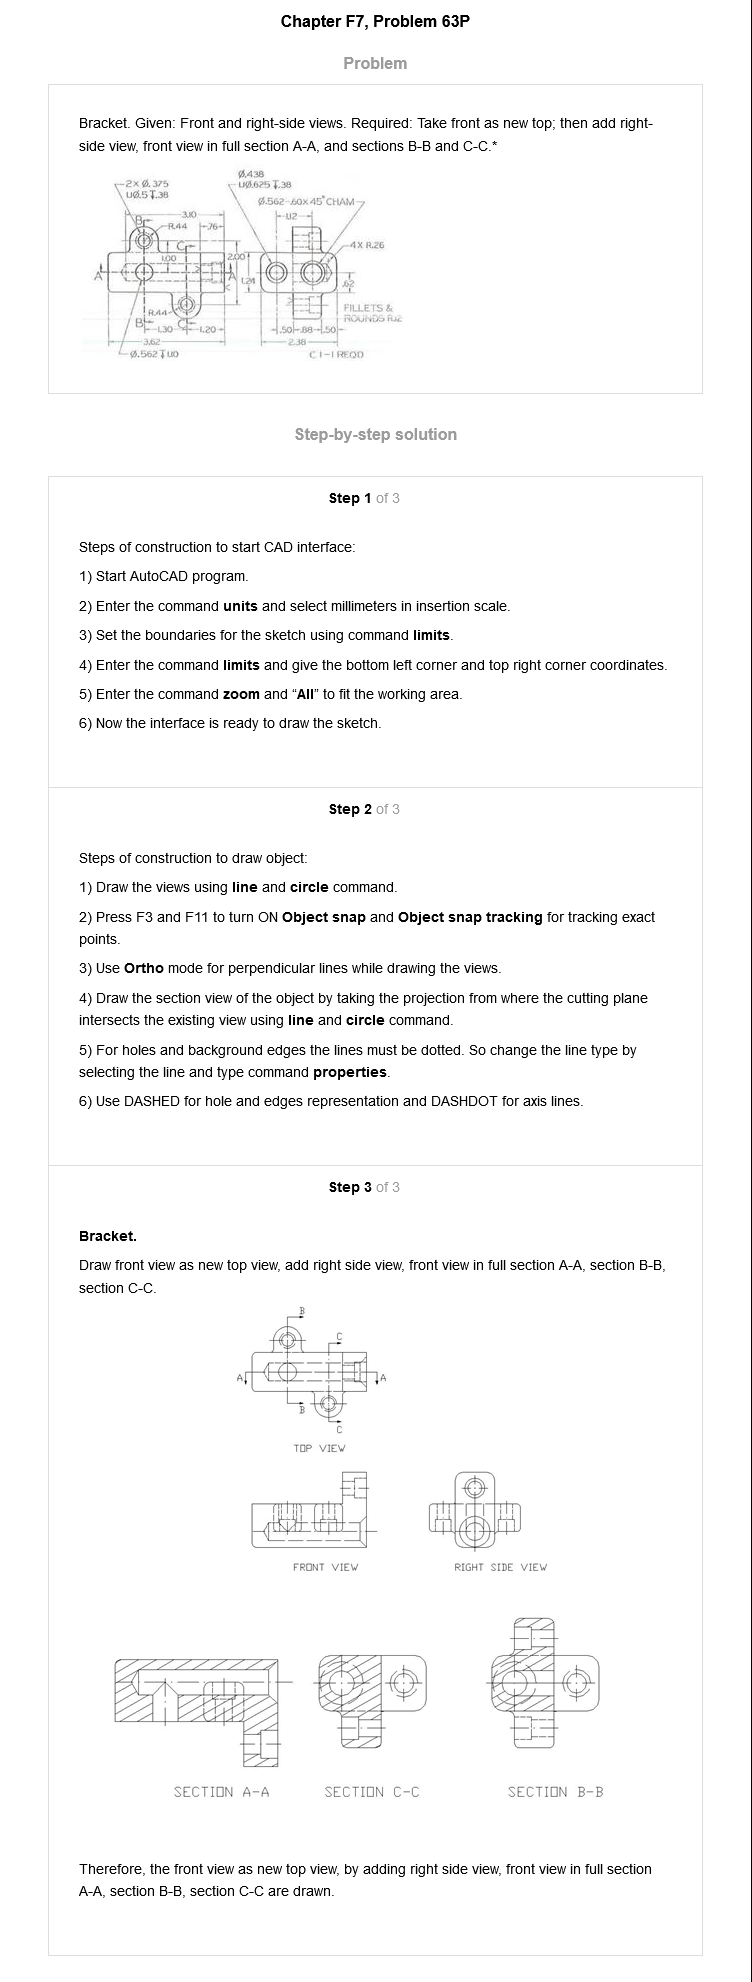 Chapter F7, Problem 63P
Problem
Bracket. Given: Front and right-side views. Required: Take front as new top; then add right-
side view, front view in full section A-A, and sections B-B and C-C.*
Ø.438
⌴Ø.625↧.38
2X Ø.375
⌴Ø.5↧.38
Ø.562-.60X45° CHAM
3.10
1.12
B
R.44
.76
C
4X R.26
1.00
2.00
A
A
1.24
.62
R.44
FILLETS &
ROUNDS R.12
B
C
1.30
1.20
.50
.88
.50
3.62
2.38
C I-1 REQD
Step-by-step solution
Step 1 of 3
Steps of construction to start CAD interface:
1) Start AutoCAD program.
2) Enter the command units and select millimeters in insertion scale.
3) Set the boundaries for the sketch using command limits.
4) Enter the command limits and give the bottom left corner and top right corner coordinates.
5) Enter the command zoom and “All” to fit the working area.
6) Now the interface is ready to draw the sketch.
Step 2 of 3
Steps of construction to draw object:
1) Draw the views using line and circle command.
2) Press F3 and F11 to turn ON Object snap and Object snap tracking for tracking exact
points.
3) Use Ortho mode for perpendicular lines while drawing the views.
4) Draw the section view of the object by taking the projection from where the cutting plane
intersects the existing view using line and circle command.
5) For holes and background edges the lines must be dotted. So change the line type by
selecting the line and type command properties.
6) Use DASHED for hole and edges representation and DASHDOT for axis lines.
Step 3 of 3
Bracket.
Draw front view as new top view, add right side view, front view in full section A-A, section B-B,
section C-C.
B
C
A
A
B
C
TOP VIEW
FRONT VIEW
RIGHT SIDE VIEW
SECTION A-A
SECTION C-C
SECTION B-B
Therefore, the front view as new top view, by adding right side view, front view in full section
A-A, section B-B, section C-C are drawn.